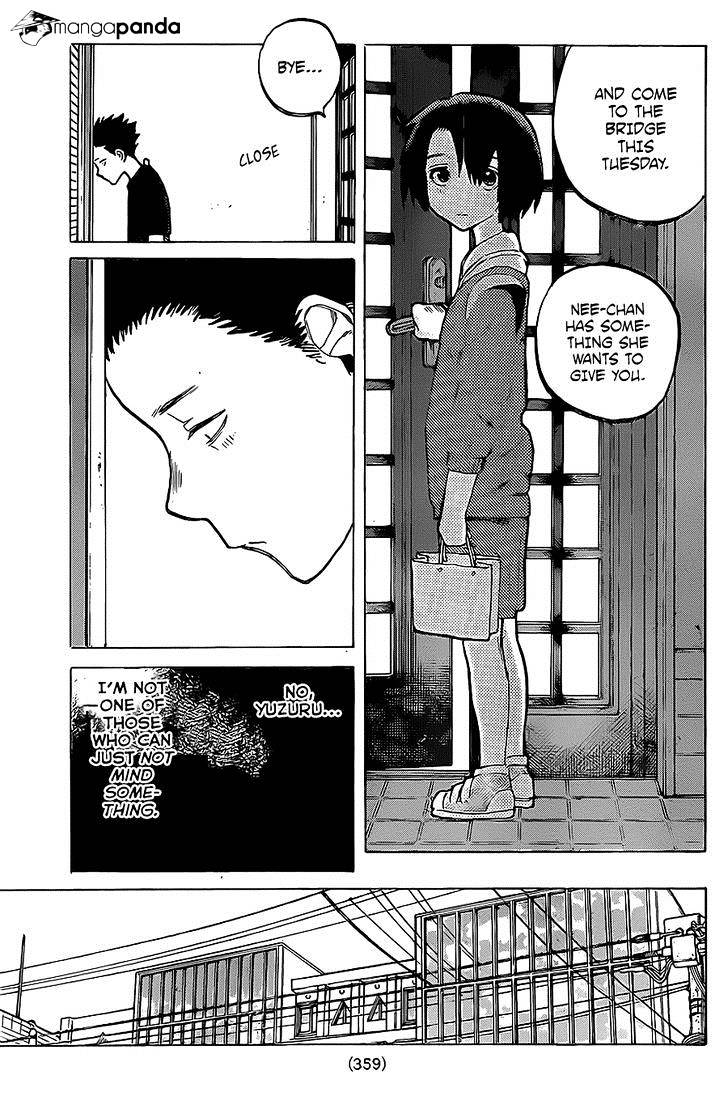 mangapanda
AND COME
TO THE
BRIDGE
THIS
TUESDAY.
NEE-CHAN
HAS SOME-
THING SHE
WANTS TO
GIVE YOU.
BYE...
CLOSE
NO,
YUZURU...
I'M NOT
ONE OF
THOSE
WHO CAN
JUST NOT
MIND
SOME-
THING.
(359)